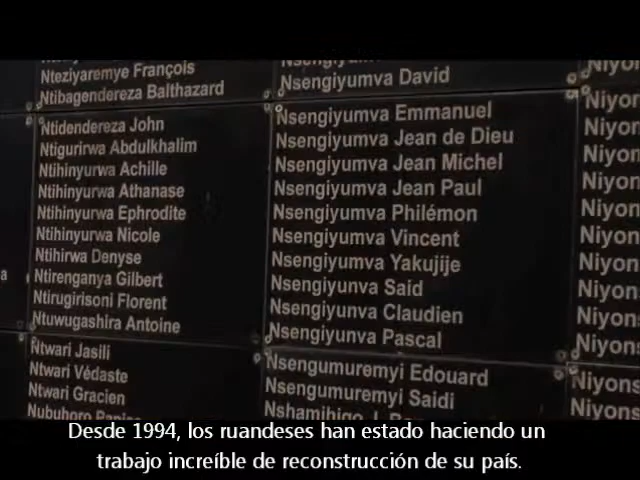 Nteziyaremye François
Ntibagendereza Balthazard
Ntidendereza John
Ntigurirwa Abdulkhalim
Ntihinyurwa Achille
Ntihinyurwa Athanase
Ntihinyurwa Ephrodite
Ntihinyurwa Nicole
Ntihirwa Denyse
Ntirenganya Gilbert
Ntirugirisoni Florent
Ntuwugashira Antoine
Ntwari Jasili
Ntwari Védaste
Ntwari Gracien
Nubuhoro
Nsengiyumva David
Nsengiyumva Emmanuel
Nsengiyumva Jean de Dieu
Nsengiyumva Jean Michel
Nsengiyumva Jean Paul
Nsengiyumva Philémon
Nsengiyumva Vincent
Nsengiyumva Yakujije
Nsengiyunva Said
Nsengiyunva Claudien
Nsengiyunva Pascal
Nsengumuremyi Edouard
Nsengumuremyi Saidi
Nshamihigo J.
Desde 1994, los ruandeses han estado haciendo un
trabajo increíble de reconstrucción de su país.